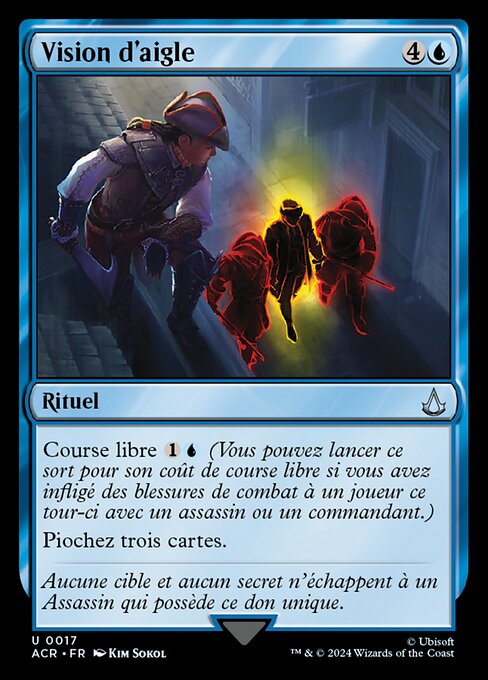 Vision d'aigle 4
Rituel
Course libre 1 (Vous pouvez lancer ce
sort pour son coût de course libre si vous avez
infligé des blessures de combat à un joueur ce
tour-ci avec un assassin ou un commandant.)
Piochez trois cartes.
Aucune cible et aucun secret n'échappent à un
Assassin qui possède ce don unique.
U 0017
ACR • FR Kim Sokol
© Ubisoft
™ & © 2024 Wizards of the Coast